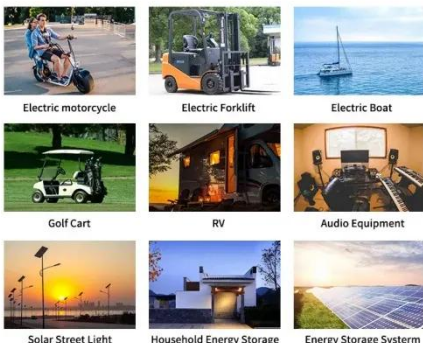 Electric motorcycle
Electric Forklift
Electric Boat
Golf Cart
RV
Audio Equipment
Solar Street Light
Household Energy Storage
Energy Storage Systerm